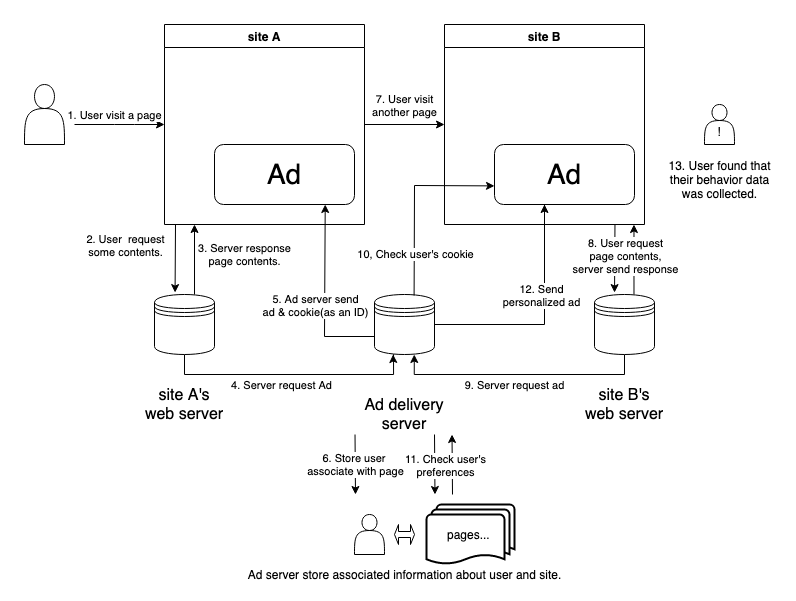 site A
site B
1. User visit a page
7. User visit
another page
!
13. User found that
their behavior data
was collected.
Ad
Ad
2. User  request
some contents.
3. Server response
page contents.
10, Check user's cookie
8. User request
page contents,
server send response
5. Ad server send
ad & cookie(as an ID)
12. Send
personalized ad
4. Server request Ad
9. Server request ad
site A's
web server
Ad delivery
server
site B's
web server
6. Store user
associate with page
11. Check user's
preferences
pages...
Ad server store associated information about user and site.